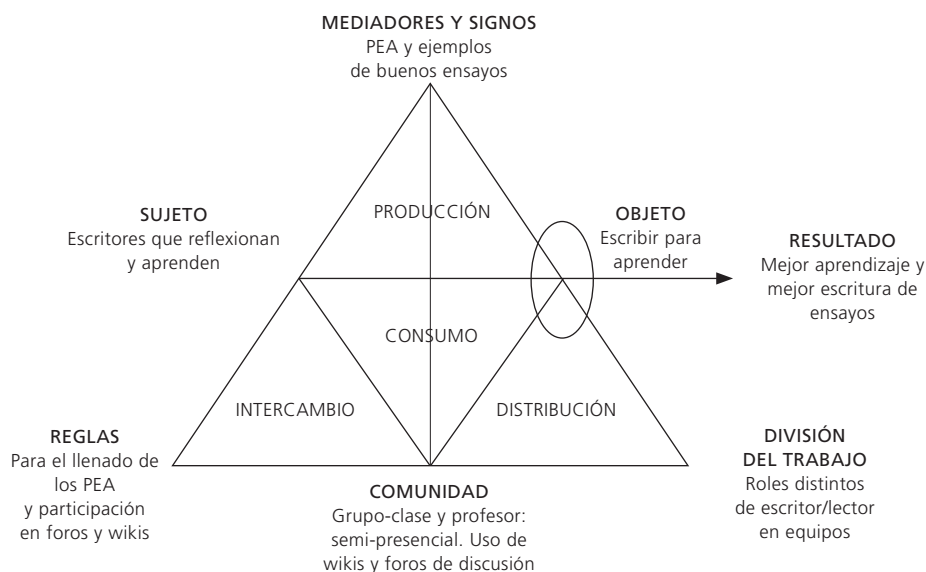 MEDIADORES Y SIGNOS
PEA y ejemplos
de buenos ensayos
PRODUCCIÓN
SUJETO
Escritores que reflexionan
y aprenden
OBJETO
Escribir para
aprender
RESULTADO
Mejor aprendizaje y
mejor escritura de
ensayos
CONSUMO
INTERCAMBIO
DISTRIBUCIÓN
REGLAS
Para el llenado de
los PEA
y participación
en foros y wikis
COMUNIDAD
Grupo-clase y profesor:
semi-presencial. Uso de
wikis y foros de discusión
DIVISIÓN
DEL TRABAJO
Roles distintos
de escritor/lector
en equipos